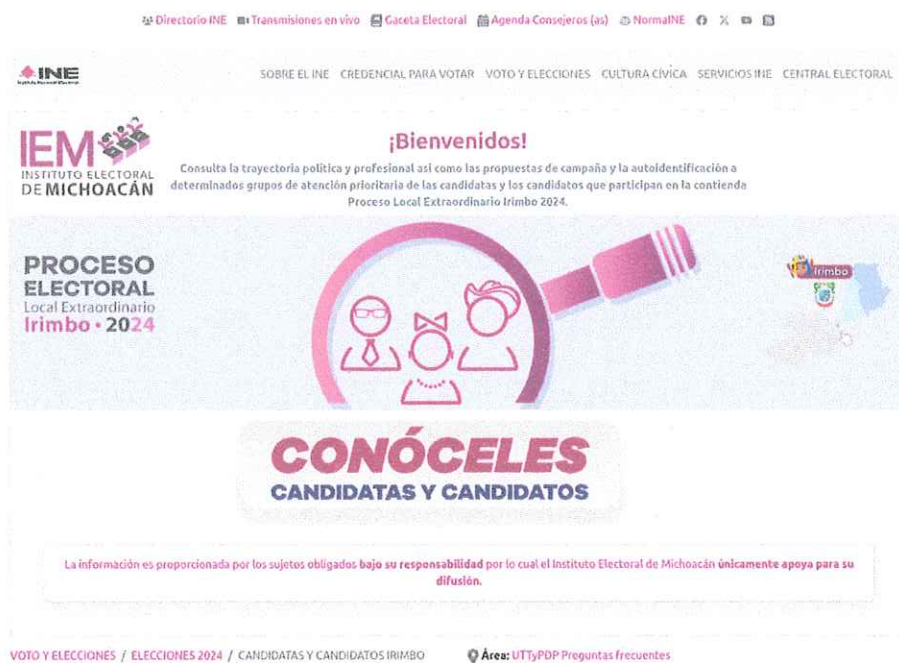 Directorio INE Transmisiones en vivo Gaceta Electoral Agenda Consejeros (as) NormaINE
INE
Instituto Nacional Electoral
SOBRE EL INE CREDENCIAL PARA VOTAR VOTO Y ELECCIONES CULTURA CÍVICA SERVICIOS INE CENTRAL ELECTORAL
IEM
INSTITUTO ELECTORAL
DE MICHOACÁN
¡Bienvenidos!
Consulta la trayectoria política y profesional así como las propuestas de campaña y la autoidentificación a
determinados grupos de atención prioritaria de las candidatas y los candidatos que participan en la contienda
Proceso Local Extraordinario Irimbo 2024.
PROCESO
ELECTORAL
Local Extraordinario
Irimbo • 2024
Irimbo
CONÓCELES
CANDIDATAS Y CANDIDATOS
La información es proporcionada por los sujetos obligados bajo su responsabilidad por lo cual el Instituto Electoral de Michoacán únicamente apoya para su
difusión.
VOTO Y ELECCIONES / ELECCIONES 2024 / CANDIDATAS Y CANDIDATOS IRIMBO Área: UTTyPDP Preguntas frecuentes